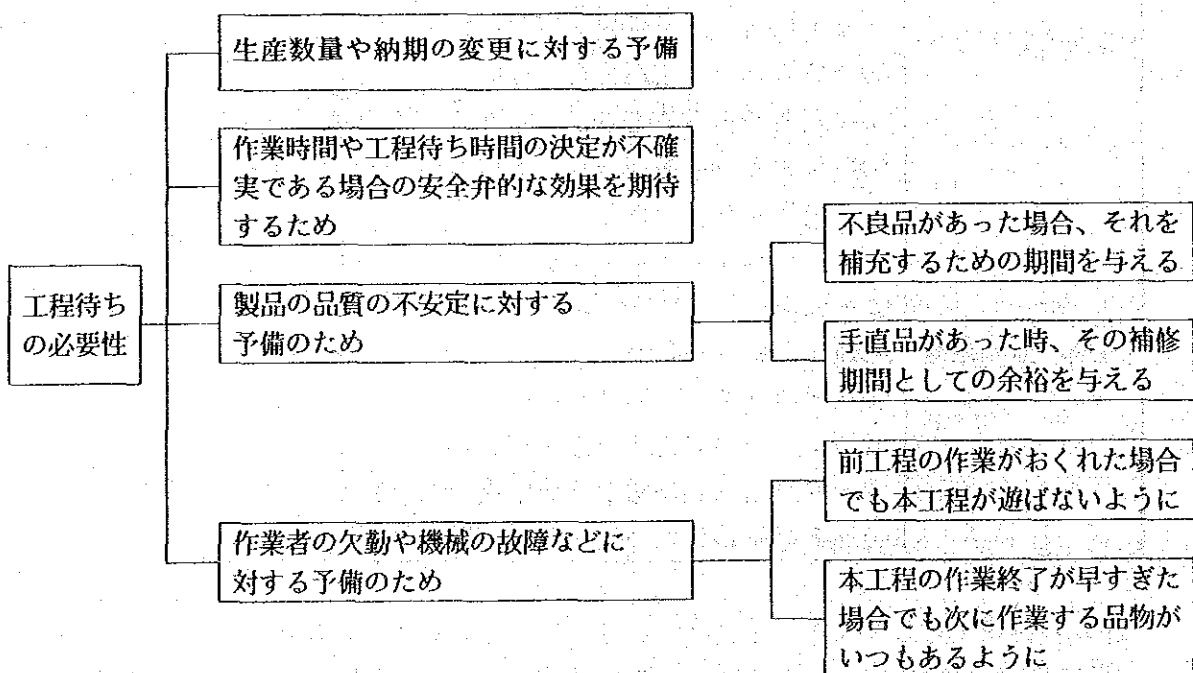 生産数量や納期の変更に対する予備
作業時間や工程待ち時間の決定が不確
実である場合の安全弁的な効果を期待
するため
不良品があった場合、それを
補充するための期間を与える
工程待ち
の必要性
製品の品質の不安定に対する
予備のため
手直品があった時、その補修
期間としての余裕を与える
前工程の作業がおくれた場合
でも本工程が遊ばないように
作業者の欠勤や機械の故障などに
対する予備のため
本工程の作業終了が早すぎた
場合でも次に作業する品物が
いつもあるように